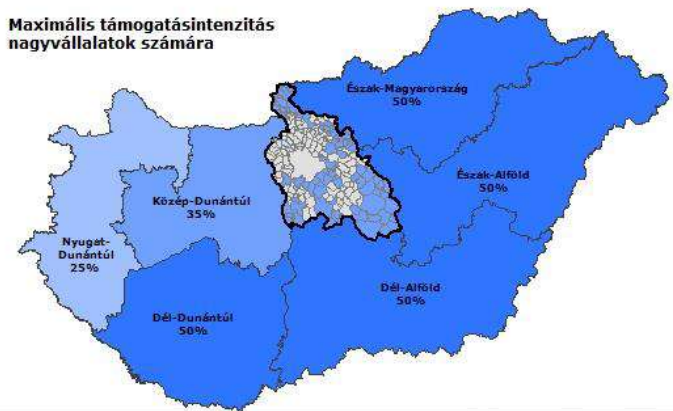 Maximális támogatásintenzitás
nagyvállalatok számára
Észak-Magyarország
50%
Észak-Alföld
50%
Közép-Dunántúl
35%
Nyugat-
Dunántúl
25%
Dél-Alföld
50%
Dél-Dunántúl
50%